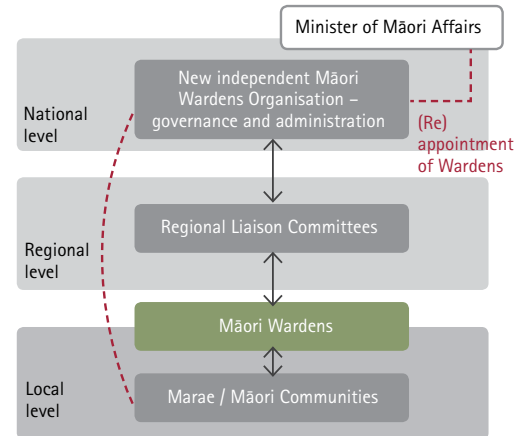 Minister of Māori Affairs
New independent Māori
Wardens Organisation –
governance and administration
National
level
(Re)
appointment
of Wardens
Regional Liaison Committees
Regional
level
Māori Wardens
Local
level
Marae / Māori Communities